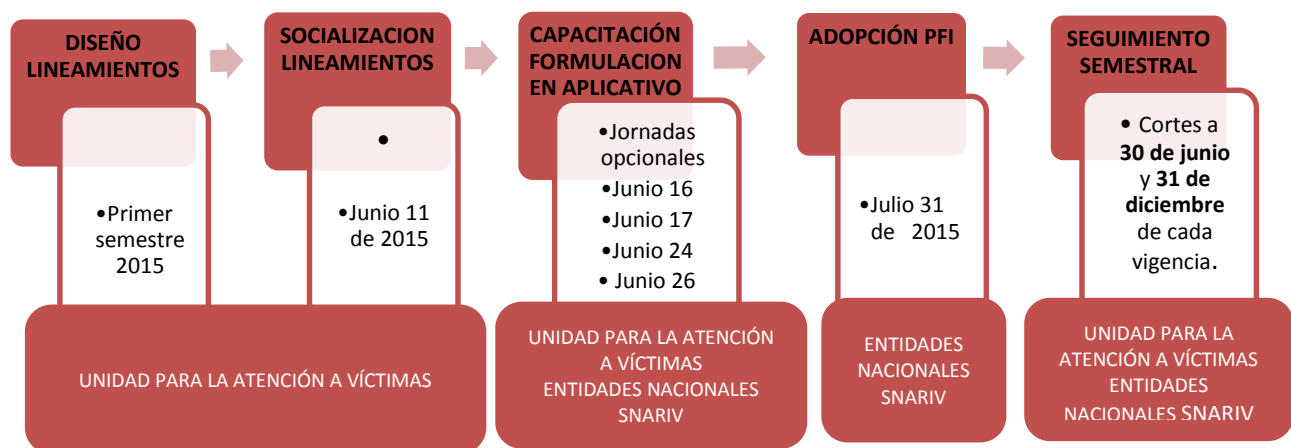 DISEÑO
LINEAMIENTOS
•Primer
semestre
2015
SOCIALIZACION
LINEAMIENTOS
•
•Junio 11
de 2015
UNIDAD PARA LA ATENCIÓN A VÍCTIMAS
CAPACITACIÓN
FORMULACION
EN APLICATIVO
•Jornadas
opcionales
•Junio 16
•Junio 17
•Junio 24
• Junio 26
UNIDAD PARA LA ATENCIÓN
A VÍCTIMAS
ENTIDADES NACIONALES
SNARIV
ADOPCIÓN PFI
•Julio 31
de 2015
ENTIDADES
NACIONALES
SNARIV
SEGUIMIENTO
SEMESTRAL
• Cortes a
30 de junio
y 31 de
diciembre
de cada
vigencia.
UNIDAD PARA LA
ATENCIÓN A VÍCTIMAS
ENTIDADES
NACIONALES SNARIV